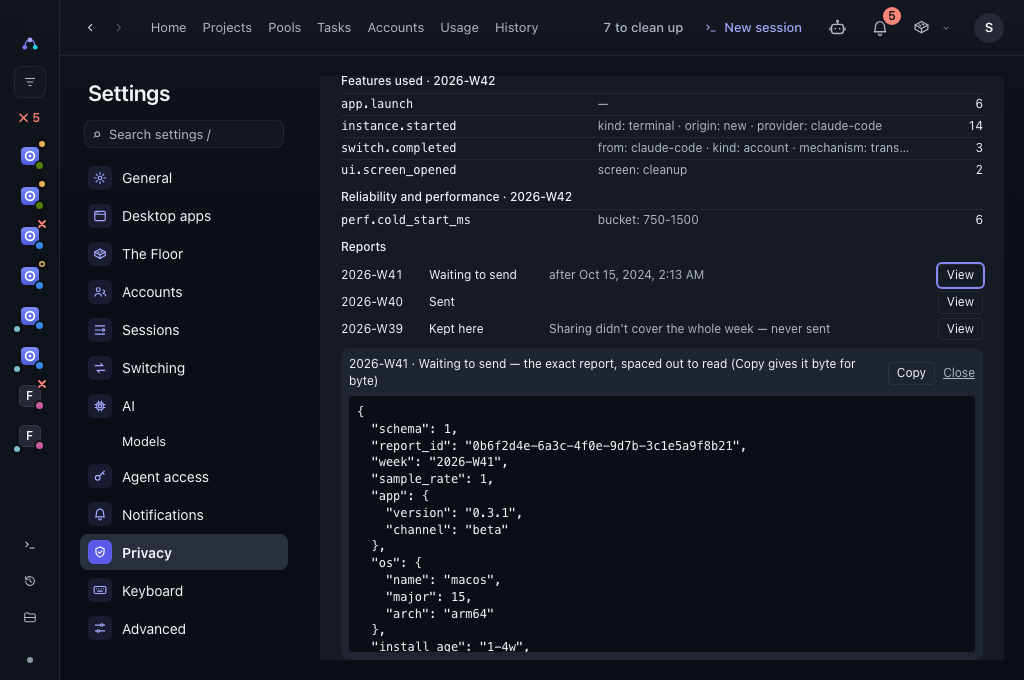 Home Projects Pools Tasks Accounts Usage History 7 to clean up New session 5 S
5
Settings
Search settings /
General
Desktop apps
The Floor
Accounts
Sessions
Switching
AI
Models
Agent access
Notifications
Privacy
Keyboard
Advanced
F
F
Features used · 2026-W42
app.launch — 6
instance.started kind: terminal · origin: new · provider: claude-code 14
switch.completed from: claude-code · kind: account · mechanism: trans… 3
ui.screen_opened screen: cleanup 2
Reliability and performance · 2026-W42
perf.cold_start_ms bucket: 750-1500 6
Reports
2026-W41 Waiting to send after Oct 15, 2024, 2:13 AM View
2026-W40 Sent View
2026-W39 Kept here Sharing didn't cover the whole week — never sent View
2026-W41 · Waiting to send — the exact report, spaced out to read (Copy gives it byte for
byte)
Copy Close
{
"schema": 1,
"report_id": "0b6f2d4e-6a3c-4f0e-9d7b-3c1e5a9f8b21",
"week": "2026-W41",
"sample_rate": 1,
"app": {
"version": "0.3.1",
"channel": "beta"
},
"os": {
"name": "macos",
"major": 15,
"arch": "arm64"
},
"install_age": "1-4w",